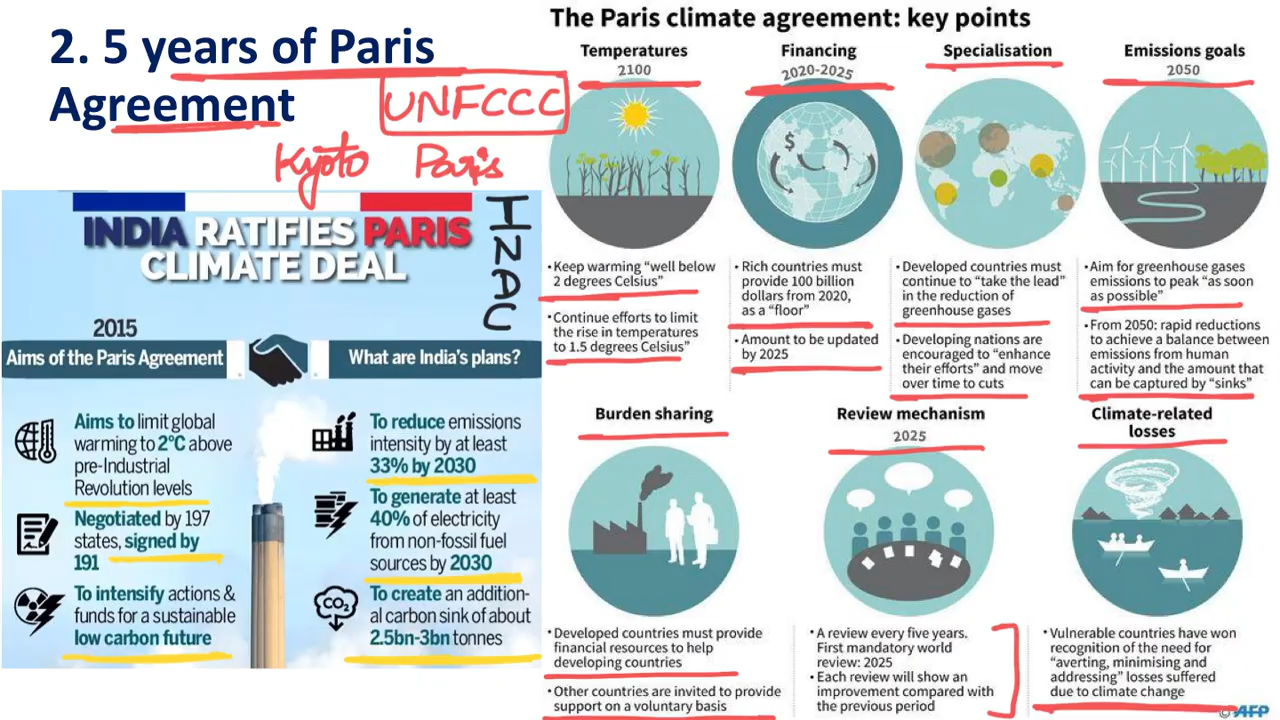 2. 5 years of Paris
Agreement
UNFCCC
Kyoto Paris
INDIA RATIFIES PARIS
CLIMATE DEAL
2015
Aims of the Paris Agreement
What are India's plans?
Aims to limit global
warming to 2°C above
pre-Industrial
Revolution levels
Negotiated by 197
states, signed by
191
To intensify actions &
funds for a sustainable
low carbon future
To reduce emissions
intensity by at least
33% by 2030
To generate at least
40% of electricity
from non-fossil fuel
sources by 2030
CO2
To create an addition-
al carbon sink of about
2.5bn-3bn tonnes
The Paris climate agreement: key points
Temperatures
2100
• Keep warming "well below
2 degrees Celsius"
• Continue efforts to limit
the rise in temperatures
to 1.5 degrees Celsius"
Financing
2020-2025
$
• Rich countries must
provide 100 billion
dollars from 2020,
as a "floor"
• Amount to be updated
by 2025
Specialisation
• Developed countries must
continue to "take the lead"
in the reduction of
greenhouse gases
• Developing nations are
encouraged to "enhance
their efforts" and move
over time to cuts
Emissions goals
2050
• Aim for greenhouse gases
emissions to peak "as soon
as possible"
• From 2050: rapid reductions
to achieve a balance between
emissions from human
activity and the amount that
can be captured by "sinks"
Burden sharing
• Developed countries must provide
financial resources to help
developing countries
• Other countries are invited to provide
support on a voluntary basis
Review mechanism
2025
• A review every five years.
First mandatory world
review: 2025
• Each review will show an
improvement compared with
the previous period
Climate-related
losses
• Vulnerable countries have won
recognition of the need for
"averting, minimising and
addressing" losses suffered
due to climate change
© AFP